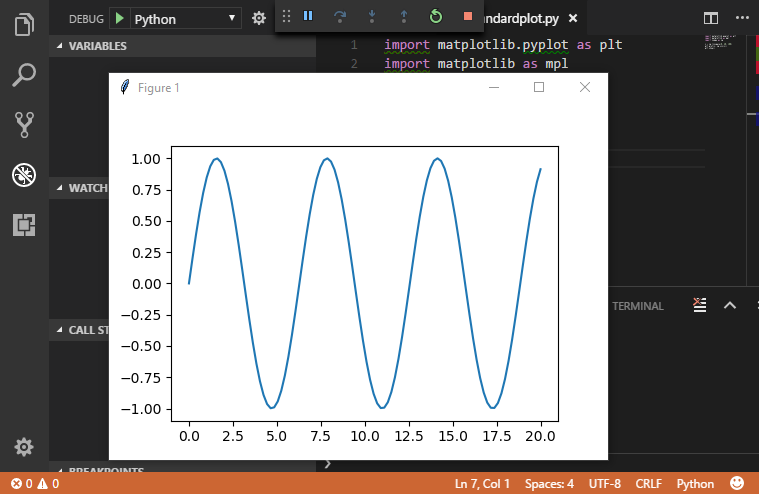 DEBUG Python
ndardplot.py
VARIABLES
1 import matplotlib.pyplot as plt
2 import matplotlib as mpl
Figure 1
WATCH
CALL ST
BREAKPOINTS
TERMINAL
1.00
0.75
0.50
0.25
0.00
−0.25
−0.50
−0.75
−1.00
0.0 2.5 5.0 7.5 10.0 12.5 15.0 17.5 20.0
0 0 Ln 7, Col 1 Spaces: 4 UTF-8 CRLF Python